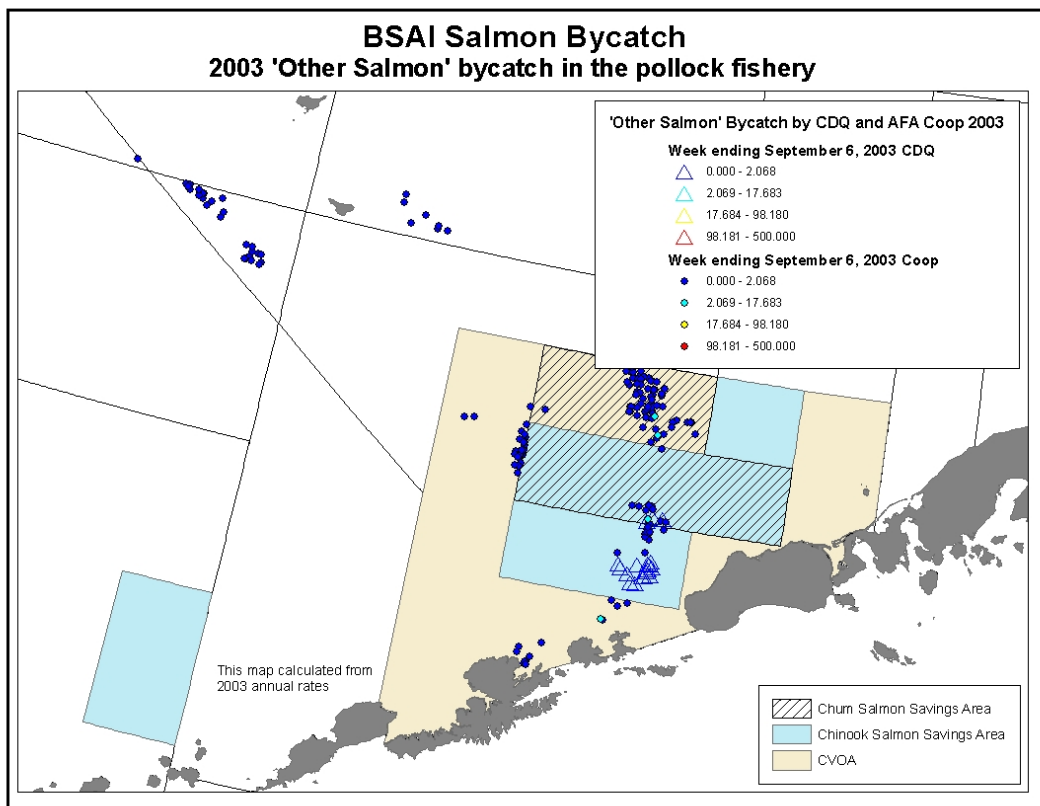 BSAI Salmon Bycatch
2003 'Other Salmon' bycatch in the pollock fishery
'Other Salmon' Bycatch by CDQ and AFA Coop 2003
Week ending September 6, 2003 CDQ
0.000 - 2.068
2.069 - 17.683
17.684 - 98.180
98.181 - 500.000
Week ending September 6, 2003 Coop
0.000 - 2.068
2.069 - 17.683
17.684 - 98.180
98.181 - 500.000
This map calculated from
2003 annual rates
Chum Salmon Savings Area
Chinook Salmon Savings Area
CVOA